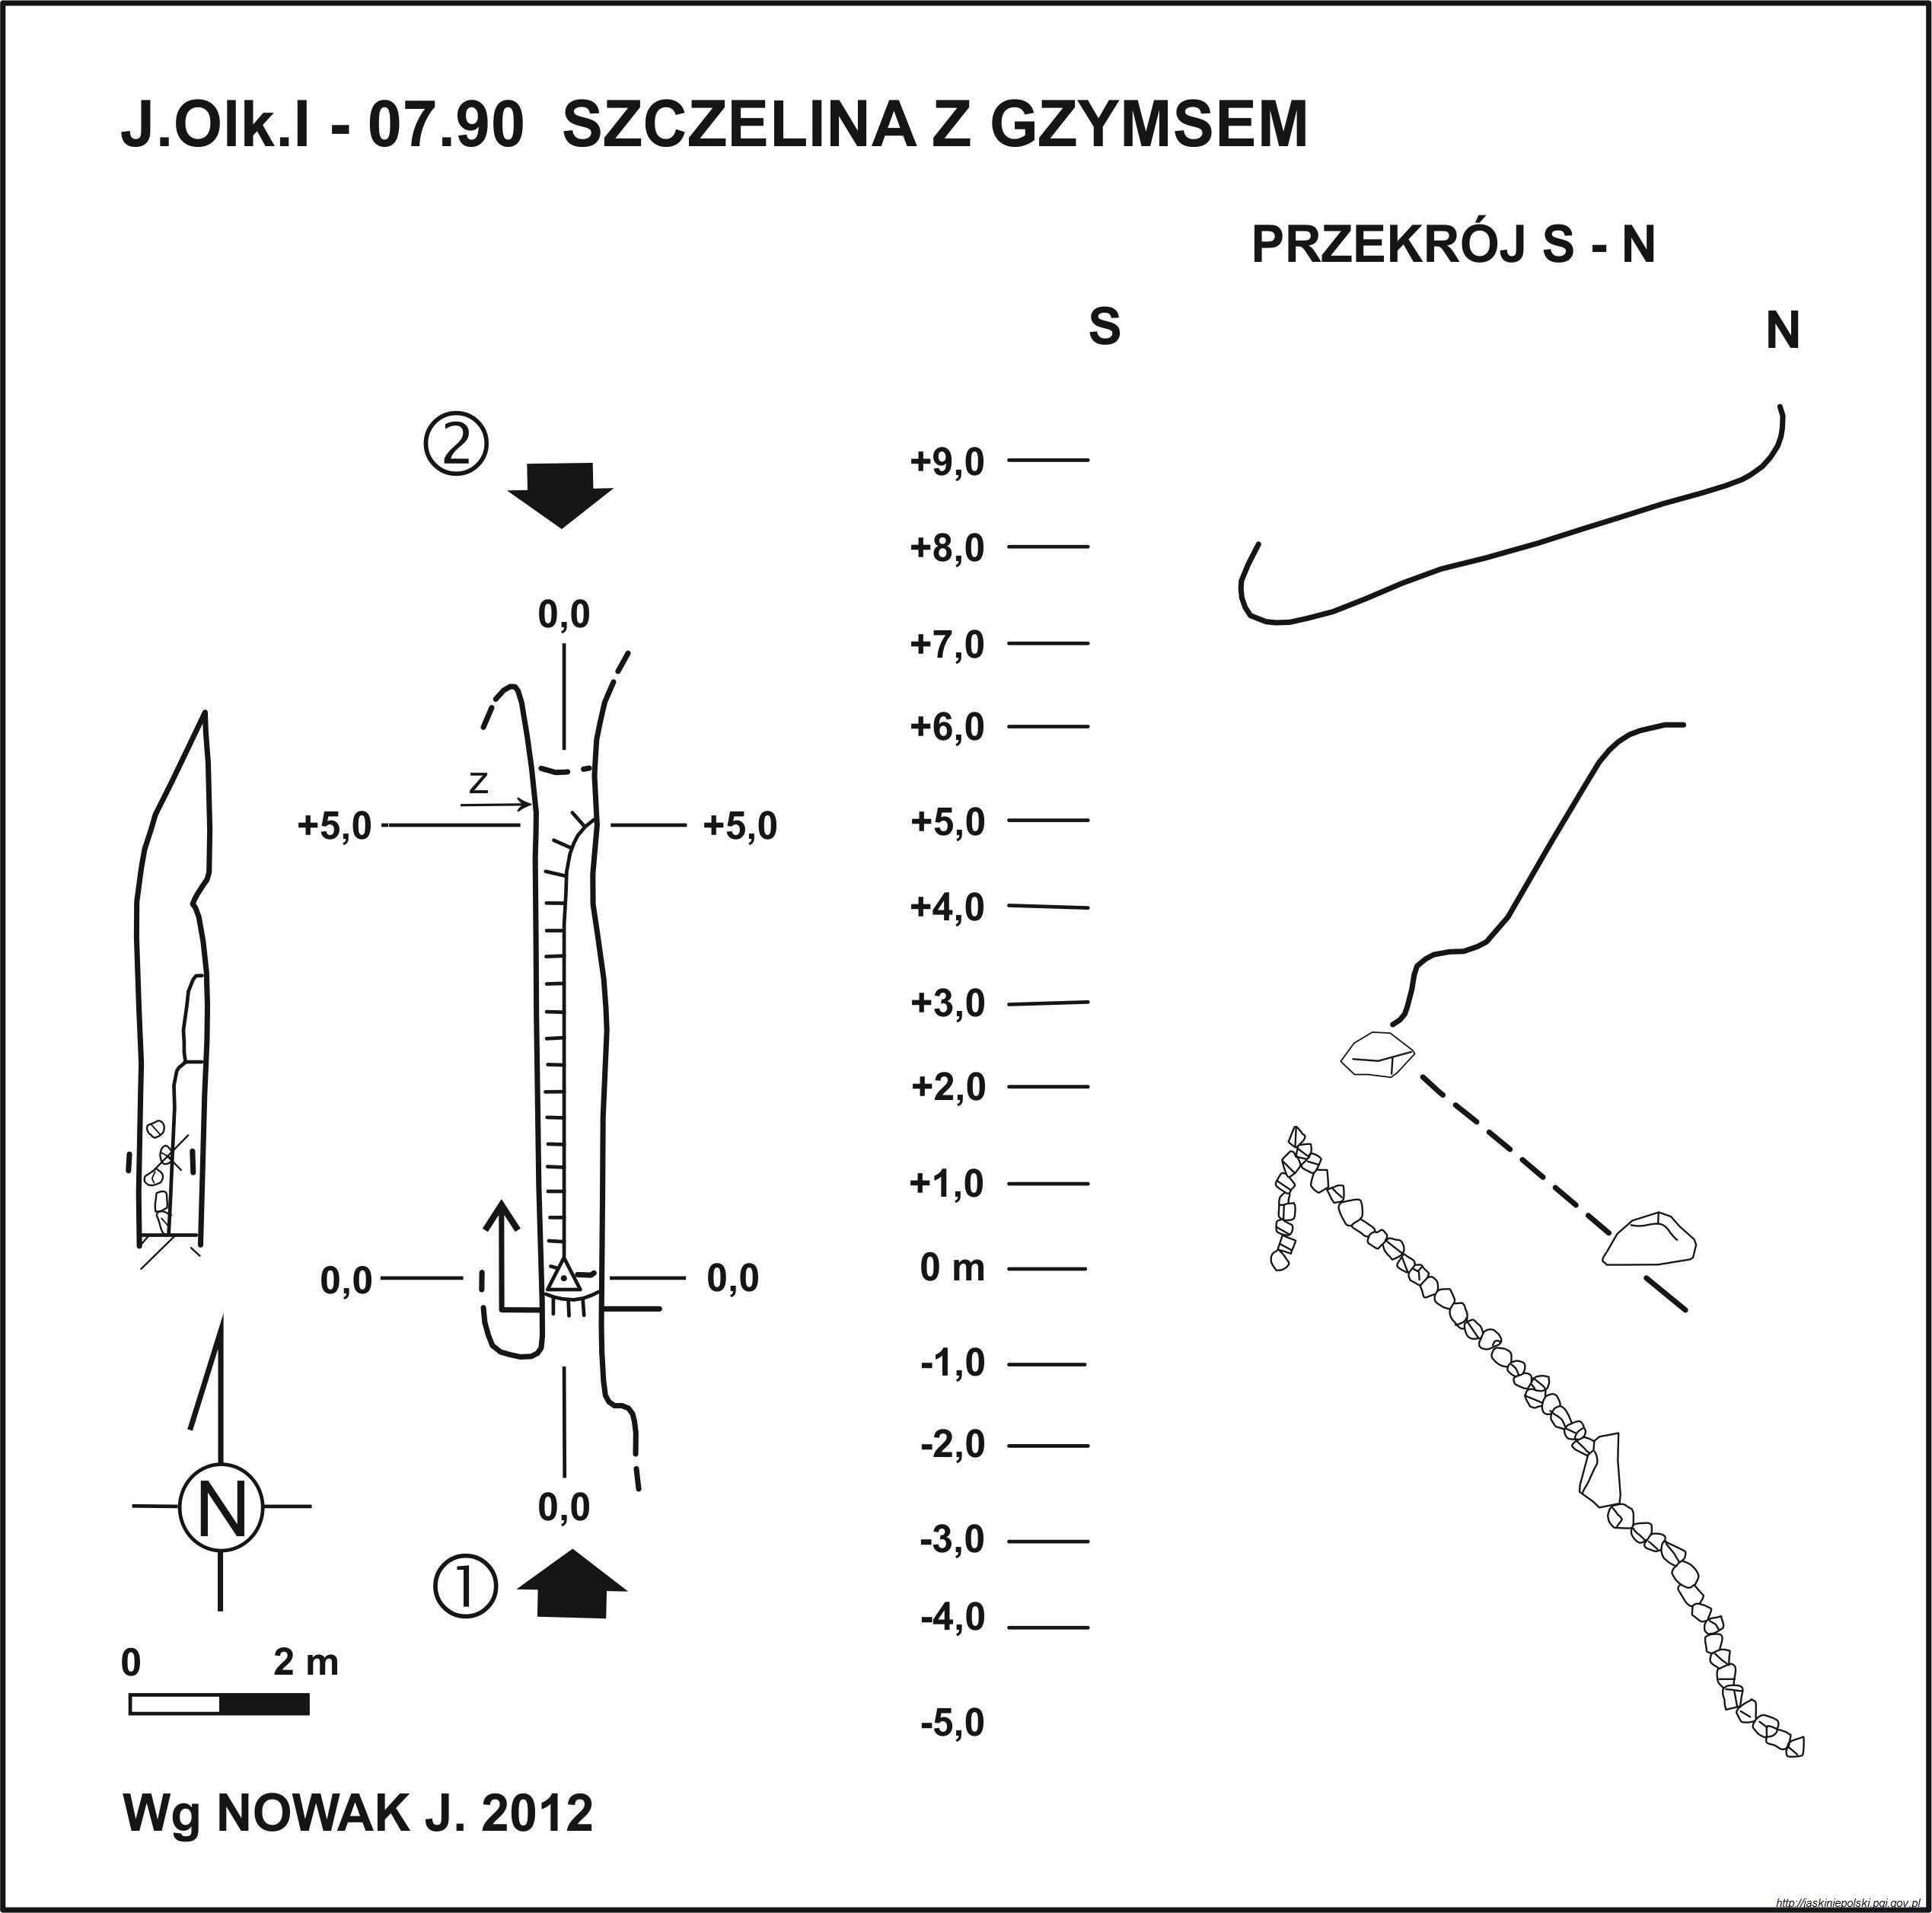 J.Olk.I - 07.90 SZCZELINA Z GZYMSEM
PRZEKRÓJ S - N
S
N
2
0,0
z
+5,0
+5,0
0,0
0,0
0,0
1
+9,0
+8,0
+7,0
+6,0
+5,0
+4,0
+3,0
+2,0
+1,0
0 m
-1,0
-2,0
-3,0
-4,0
-5,0
N
0 2 m
Wg NOWAK J. 2012
http://jaskiniepolski.pgi.gov.pl